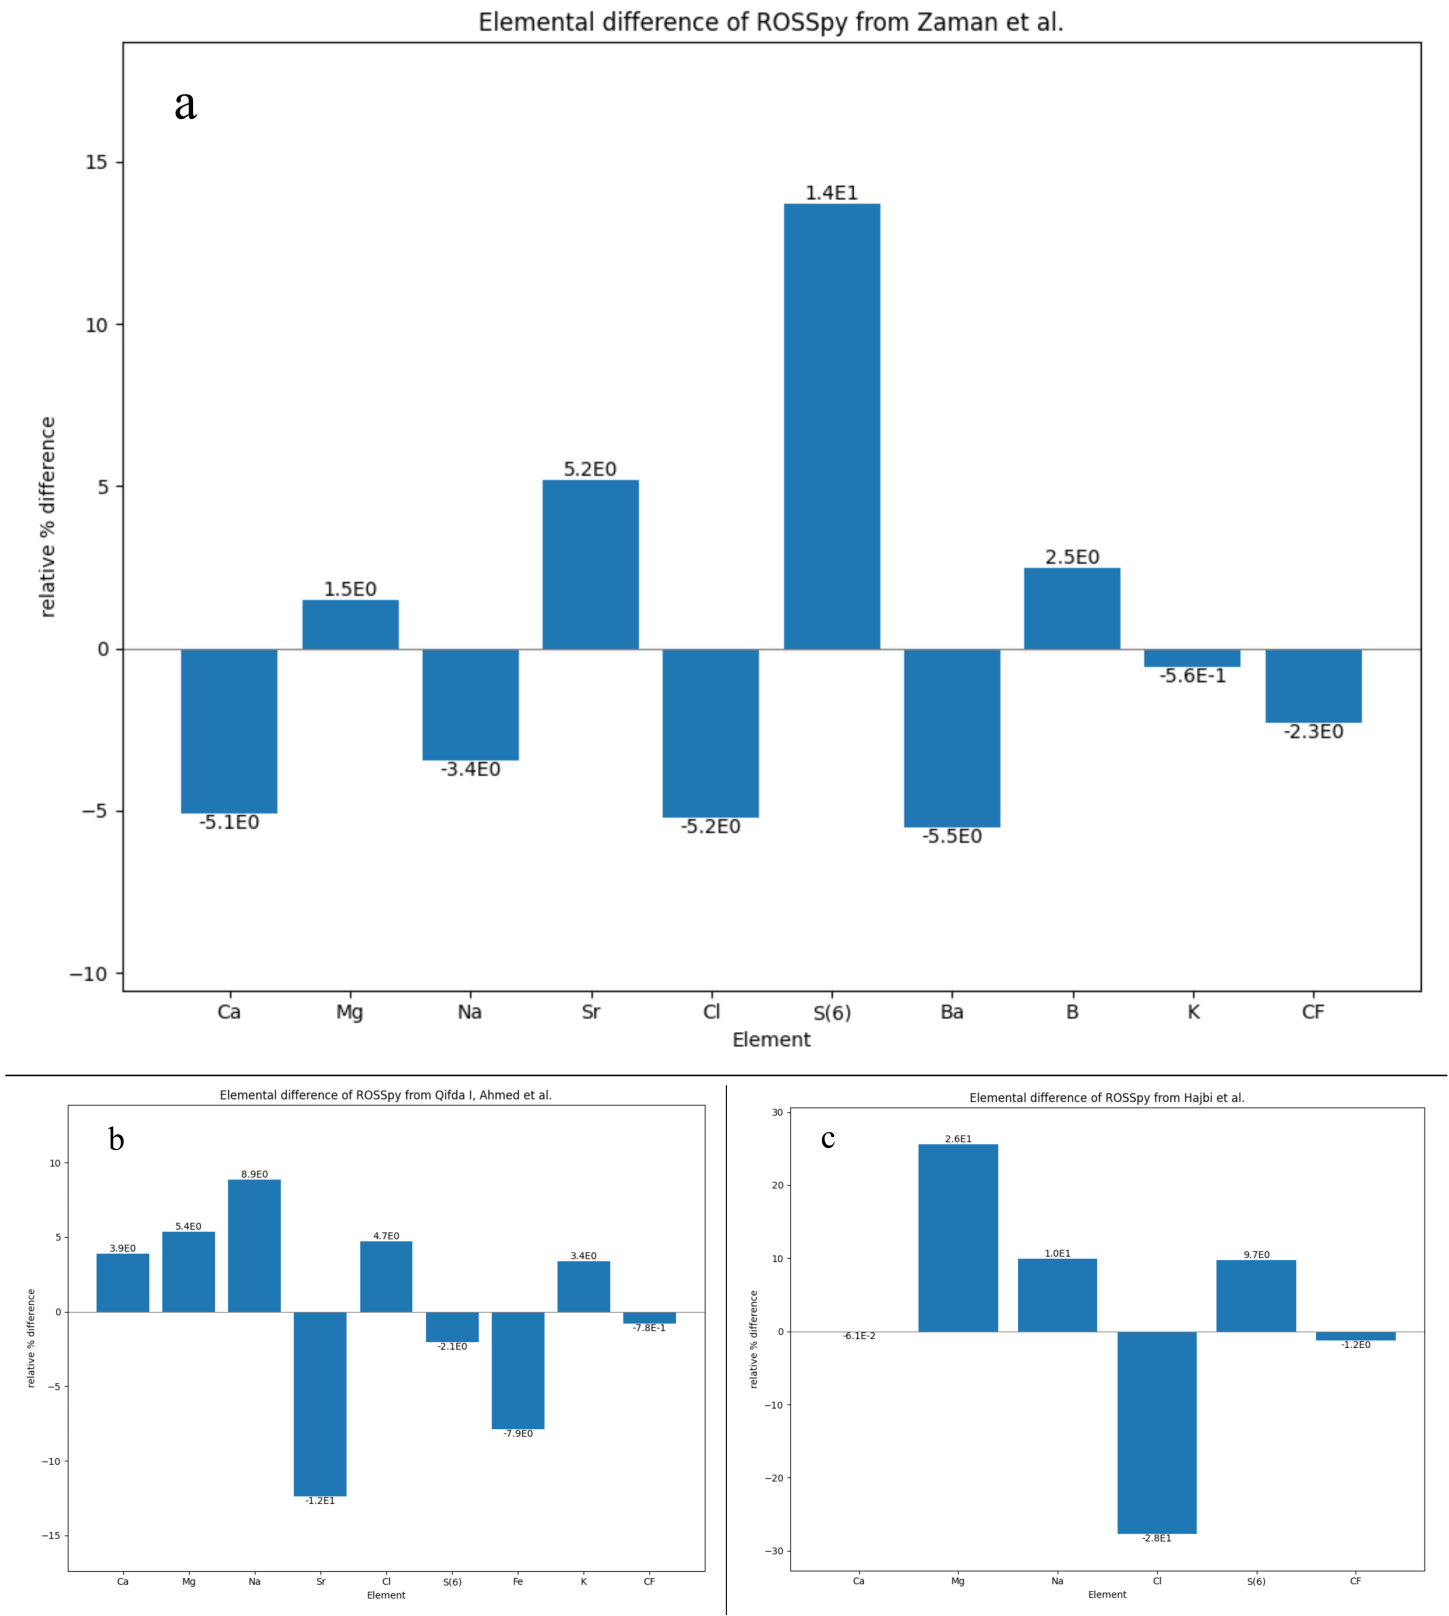 Elemental difference of ROSSpy from Zaman et al.
a
15
10
5
0
−5
−10
relative % difference
-5.1E0
1.5E0
-3.4E0
5.2E0
-5.2E0
1.4E1
-5.5E0
2.5E0
-5.6E-1
-2.3E0
Ca Mg Na Sr Cl S(6) Ba B K CF
Element
Elemental difference of ROSSpy from Qifda I, Ahmed et al.
b
10
5
0
−5
−10
−15
relative % difference
3.9E0
5.4E0
8.9E0
-1.2E1
4.7E0
-2.1E0
-7.9E0
3.4E0
-7.8E-1
Ca Mg Na Sr Cl S(6) Fe K CF
Element
Elemental difference of ROSSpy from Hajbi et al.
c
30
20
10
0
−10
−20
−30
relative % difference
-6.1E-2
2.6E1
1.0E1
-2.8E1
9.7E0
-1.2E0
Ca Mg Na Cl S(6) CF
Element